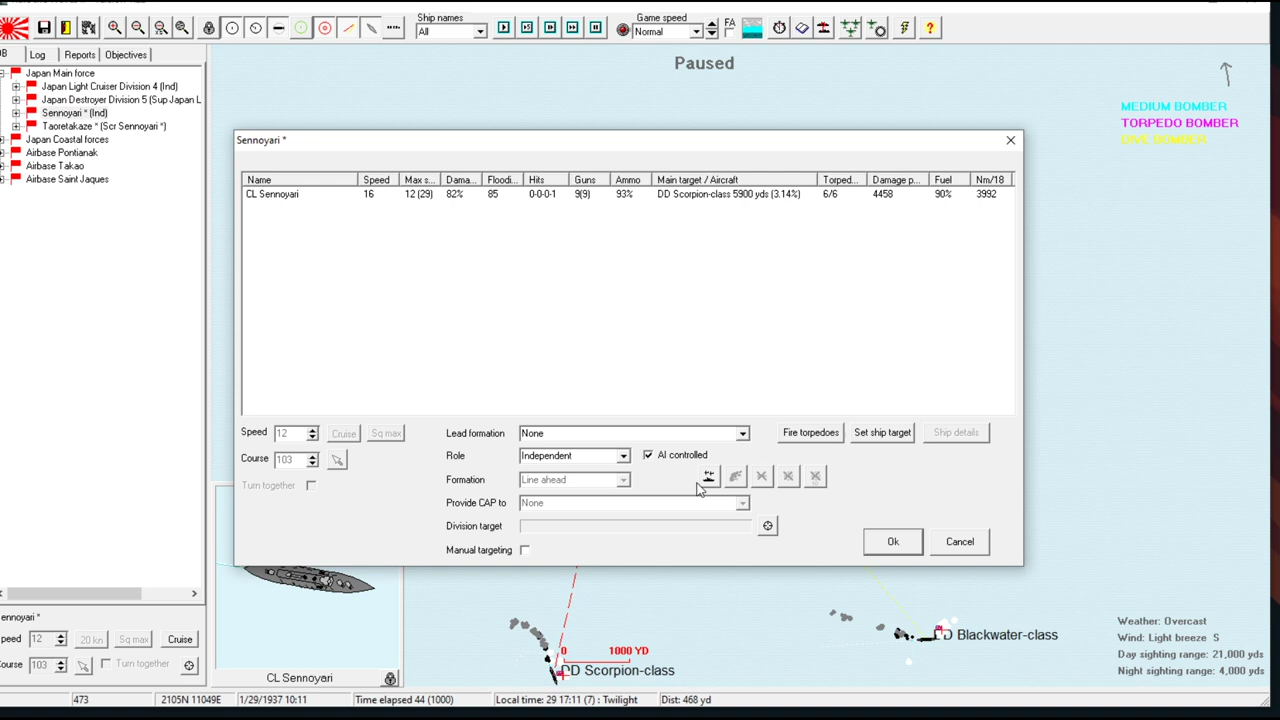 Ship names
All
Game speed
Normal
FA
Log
Reports
Objectives
Paused
Japan Main force
Japan Light Cruiser Division 4 (Ind)
Japan Destroyer Division 5 (Sup Japan L
Sennoyari * (Ind)
Taoretakaze * (Scr Sennoyari *)
Japan Coastal forces
Airbase Pontianak
Airbase Takao
Airbase Saint Jaques
MEDIUM BOMBER
TORPEDO BOMBER
DIVE BOMBER
Sennoyari *
Name Speed Max s... Dama... Floodi... Hits Guns Ammo Main target / Aircraft Torped... Damage p... Fuel Nm/18
CL Sennoyari 16 12 (29) 82% 85 0-0-0-1 9(9) 93% DD Scorpion-class 5900 yds (3.14%) 6/6 4458 90% 3992
Speed 12 Cruise Sq max
Course 103
Turn together
Lead formation None
Role Independent
AI controlled
Formation Line ahead
Provide CAP to None
Division target
Manual targeting
Fire torpedoes Set ship target Ship details
Ok Cancel
ennoyari *
peed 12 20 kn Sq max Cruise
Course 103 Turn together
CL Sennoyari
0 1000 YD
DD Scorpion-class
D Blackwater-class
Weather: Overcast
Wind: Light breeze S
Day sighting range: 21,000 yds
Night sighting range: 4,000 yds
473 2105N 11049E 1/29/1937 10:11 Time elapsed 44 (1000) Local time: 29 17:11 (7) : Twilight Dist: 468 yd